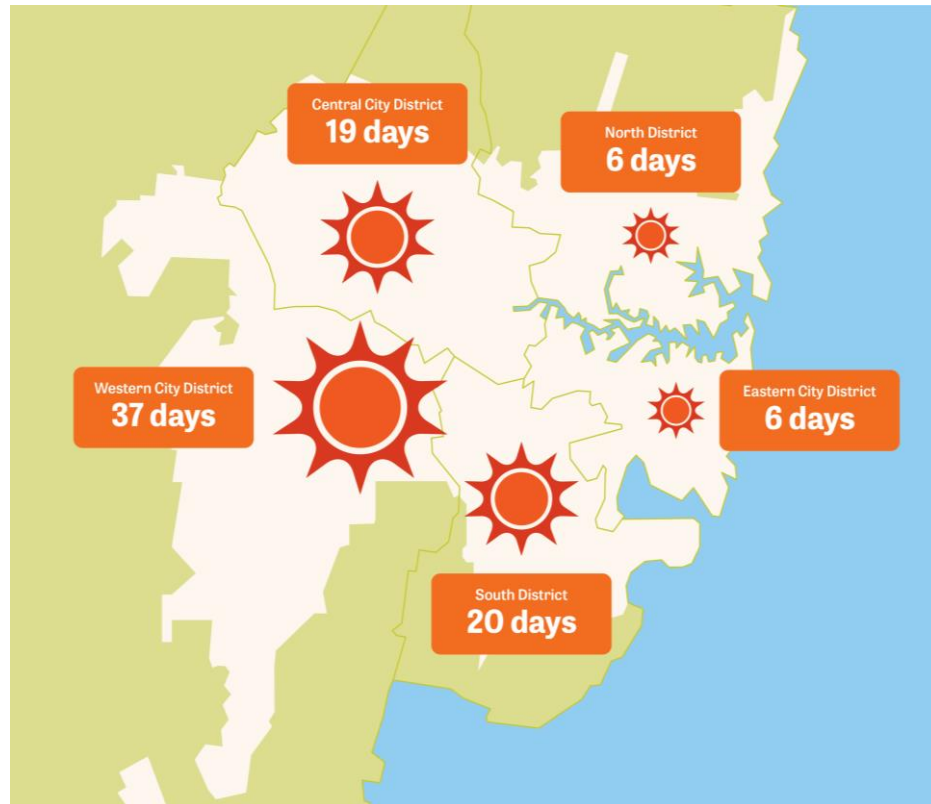 Central City District
19 days
North District
6 days
Western City District
37 days
Eastern City District
6 days
South District
20 days